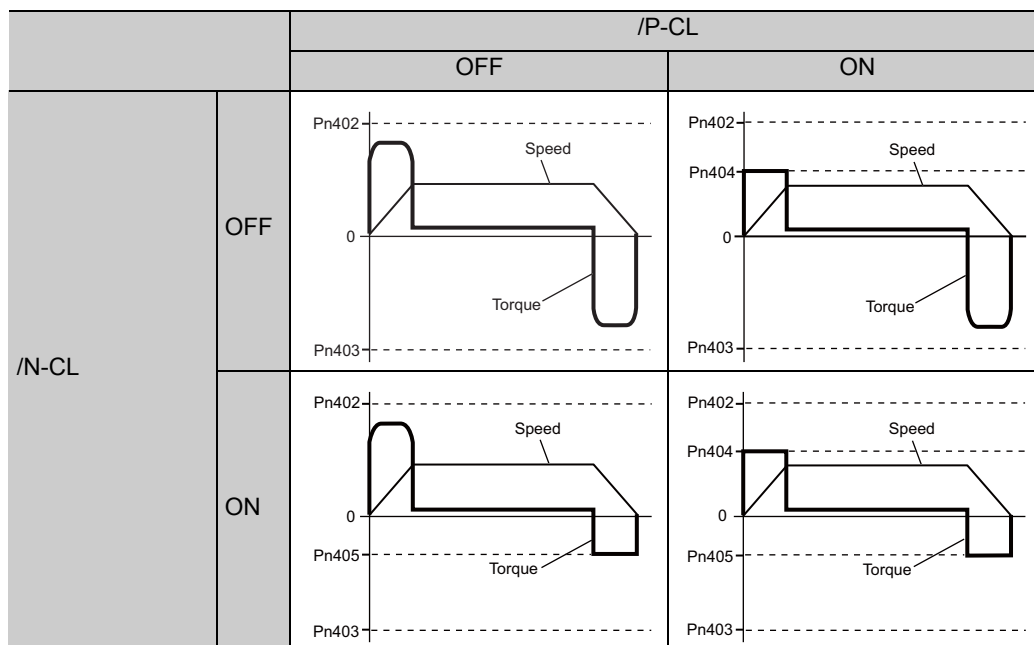 /P-CL
OFF
ON
/N-CL
OFF
Pn402
Speed
0
Torque
Pn403
Pn402
Speed
Pn404
0
Torque
Pn403
ON
Pn402
Speed
0
Pn405
Torque
Pn403
Pn402
Speed
Pn404
0
Pn405
Torque
Pn403